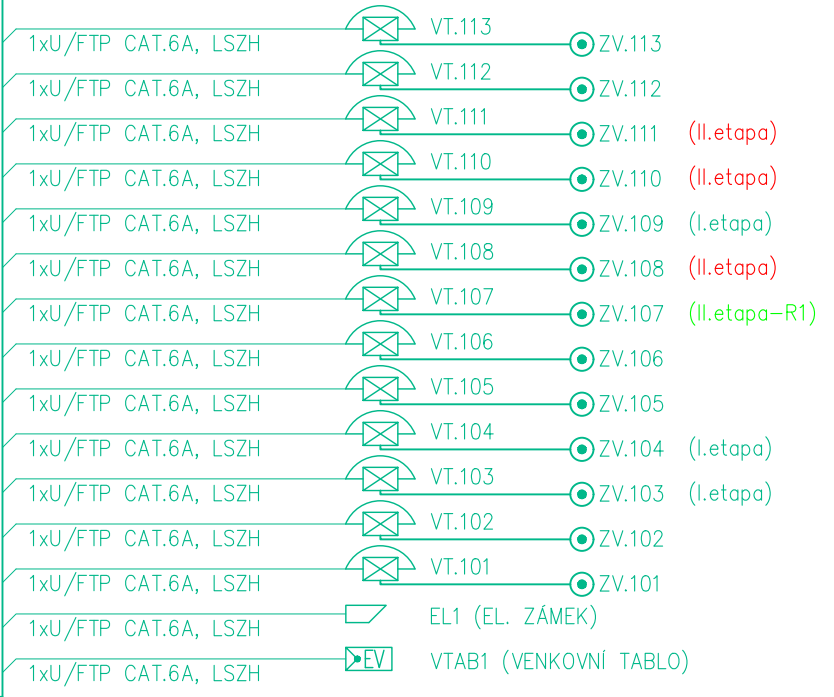 VT.113
1xU/FTP CAT.6A, LSZH ZV.113
VT.112
1xU/FTP CAT.6A, LSZH ZV.112
VT.111
1xU/FTP CAT.6A, LSZH ZV.111 (II.etapa)
VT.110
1xU/FTP CAT.6A, LSZH ZV.110 (II.etapa)
VT.109
1xU/FTP CAT.6A, LSZH ZV.109 (I.etapa)
VT.108
1xU/FTP CAT.6A, LSZH ZV.108 (II.etapa)
VT.107
1xU/FTP CAT.6A, LSZH ZV.107 (II.etapa-R1)
VT.106
1xU/FTP CAT.6A, LSZH ZV.106
VT.105
1xU/FTP CAT.6A, LSZH ZV.105
VT.104
1xU/FTP CAT.6A, LSZH ZV.104 (I.etapa)
VT.103
1xU/FTP CAT.6A, LSZH ZV.103 (I.etapa)
VT.102
1xU/FTP CAT.6A, LSZH ZV.102
VT.101
1xU/FTP CAT.6A, LSZH ZV.101
EL1 (EL. ZÁMEK)
1xU/FTP CAT.6A, LSZH
EV VTAB1 (VENKOVNÍ TABLO)
1xU/FTP CAT.6A, LSZH